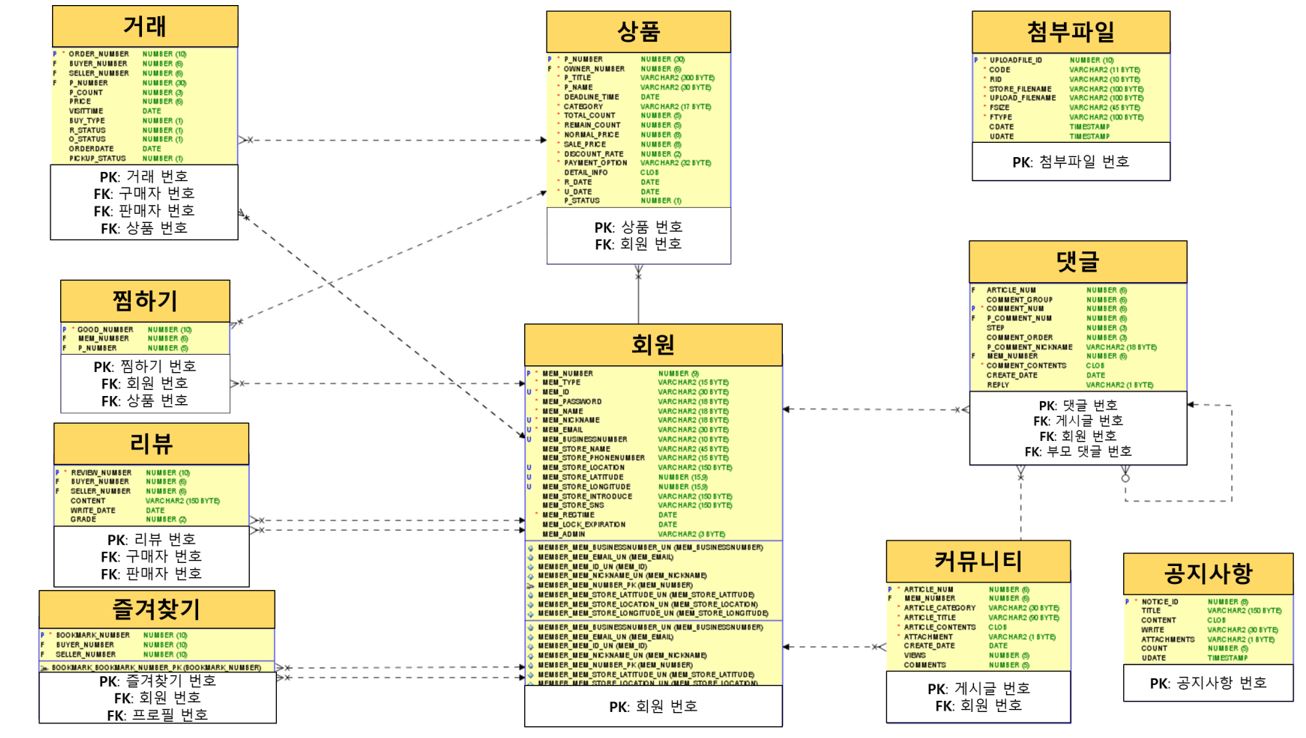 거래
P * ORDER_NUMBER NUMBER (10)
F BUYER_NUMBER NUMBER (6)
F SELLER_NUMBER NUMBER (6)
F P_NUMBER NUMBER (30)
P_COUNT NUMBER (3)
PRICE NUMBER (6)
VISITTIME DATE
BUY_TYPE NUMBER (1)
R_STATUS NUMBER (1)
O_STATUS NUMBER (1)
ORDERDATE DATE
PICKUP_STATUS NUMBER (1)
PK: 거래 번호
FK: 구매자 번호
FK: 판매자 번호
FK: 상품 번호
상품
P * P_NUMBER NUMBER (30)
F * OWNER_NUMBER NUMBER (6)
* P_TITLE VARCHAR2 (300 BYTE)
* P_NAME VARCHAR2 (30 BYTE)
* DEADLINE_TIME DATE
* CATEGORY VARCHAR2 (17 BYTE)
* TOTAL_COUNT NUMBER (5)
* REMAIN_COUNT NUMBER (5)
* NORMAL_PRICE NUMBER (8)
* SALE_PRICE NUMBER (8)
* DISCOUNT_RATE NUMBER (2)
* PAYMENT_OPTION VARCHAR2 (32 BYTE)
DETAIL_INFO CLOB
* R_DATE DATE
* U_DATE DATE
P_STATUS NUMBER (1)
PK: 상품 번호
FK: 회원 번호
첨부파일
P * UPLOADFILE_ID NUMBER (10)
* CODE VARCHAR2 (11 BYTE)
* RID VARCHAR2 (10 BYTE)
* STORE_FILENAME VARCHAR2 (100 BYTE)
* UPLOAD_FILENAME VARCHAR2 (100 BYTE)
* FSIZE VARCHAR2 (45 BYTE)
* FTYPE VARCHAR2 (100 BYTE)
CDATE TIMESTAMP
UDATE TIMESTAMP
PK: 첨부파일 번호
찜하기
P * GOOD_NUMBER NUMBER (10)
F MEM_NUMBER NUMBER (6)
F P_NUMBER NUMBER (5)
PK: 찜하기 번호
FK: 회원 번호
FK: 상품 번호
리뷰
P * REVIEW_NUMBER NUMBER (10)
F BUYER_NUMBER NUMBER (6)
F SELLER_NUMBER NUMBER (6)
CONTENT VARCHAR2 (150 BYTE)
WRITE_DATE DATE
GRADE NUMBER (2)
PK: 리뷰 번호
FK: 구매자 번호
FK: 판매자 번호
즐겨찾기
P * BOOKMARK_NUMBER NUMBER (10)
F BUYER_NUMBER NUMBER (10)
F SELLER_NUMBER NUMBER (10)
BOOKMARK_BOOKMARK_NUMBER_PK (BOOKMARK_NUMBER)
PK: 즐겨찾기 번호
FK: 회원 번호
FK: 프로필 번호
회원
P * MEM_NUMBER NUMBER (9)
* MEM_TYPE VARCHAR2 (15 BYTE)
U * MEM_ID VARCHAR2 (30 BYTE)
* MEM_PASSWORD VARCHAR2 (18 BYTE)
* MEM_NAME VARCHAR2 (18 BYTE)
U * MEM_NICKNAME VARCHAR2 (18 BYTE)
U * MEM_EMAIL VARCHAR2 (30 BYTE)
U MEM_BUSINESSNUMBER VARCHAR2 (10 BYTE)
MEM_STORE_NAME VARCHAR2 (45 BYTE)
MEM_STORE_PHONENUMBER VARCHAR2 (15 BYTE)
U MEM_STORE_LOCATION VARCHAR2 (150 BYTE)
U MEM_STORE_LATITUDE NUMBER (15,9)
U MEM_STORE_LONGITUDE NUMBER (15,9)
MEM_STORE_INTRODUCE VARCHAR2 (150 BYTE)
MEM_STORE_SNS VARCHAR2 (150 BYTE)
* MEM_REGTIME DATE
MEM_LOCK_EXPIRATION DATE
MEM_ADMIN VARCHAR2 (3 BYTE)
MEMBER_MEM_BUSINESSNUMBER_UN (MEM_BUSINESSNUMBER)
MEMBER_MEM_EMAIL_UN (MEM_EMAIL)
MEMBER_MEM_ID_UN (MEM_ID)
MEMBER_MEM_NICKNAME_UN (MEM_NICKNAME)
MEMBER_MEM_NUMBER_PK (MEM_NUMBER)
MEMBER_MEM_STORE_LATITUDE_UN (MEM_STORE_LATITUDE)
MEMBER_MEM_STORE_LOCATION_UN (MEM_STORE_LOCATION)
MEMBER_MEM_STORE_LONGITUDE_UN (MEM_STORE_LONGITUDE)
MEMBER_MEM_BUSINESSNUMBER_UN (MEM_BUSINESSNUMBER)
MEMBER_MEM_EMAIL_UN (MEM_EMAIL)
MEMBER_MEM_ID_UN (MEM_ID)
MEMBER_MEM_NICKNAME_UN (MEM_NICKNAME)
MEMBER_MEM_NUMBER_PK (MEM_NUMBER)
MEMBER_MEM_STORE_LATITUDE_UN (MEM_STORE_LATITUDE)
MEMBER_MEM_STORE_LOCATION_UN (MEM_STORE_LOCATION)
PK: 회원 번호
댓글
F ARTICLE_NUM NUMBER (6)
COMMENT_GROUP NUMBER (6)
P * COMMENT_NUM NUMBER (6)
F P_COMMENT_NUM NUMBER (6)
STEP NUMBER (3)
COMMENT_ORDER NUMBER (3)
P_COMMENT_NICKNAME VARCHAR2 (18 BYTE)
F MEM_NUMBER NUMBER (6)
* COMMENT_CONTENTS CLOB
CREATE_DATE DATE
REPLY VARCHAR2 (1 BYTE)
PK: 댓글 번호
FK: 게시글 번호
FK: 회원 번호
FK: 부모 댓글 번호
커뮤니티
P * ARTICLE_NUM NUMBER (6)
F MEM_NUMBER NUMBER (6)
* ARTICLE_CATEGORY VARCHAR2 (30 BYTE)
* ARTICLE_TITLE VARCHAR2 (90 BYTE)
* ARTICLE_CONTENTS CLOB
* ATTACHMENT VARCHAR2 (1 BYTE)
CREATE_DATE DATE
VIEWS NUMBER (5)
COMMENTS NUMBER (5)
PK: 게시글 번호
FK: 회원 번호
공지사항
P * NOTICE_ID NUMBER (8)
TITLE VARCHAR2 (150 BYTE)
CONTENT CLOB
WRITE VARCHAR2 (30 BYTE)
ATTACHMENTS VARCHAR2 (1 BYTE)
COUNT NUMBER (5)
UDATE TIMESTAMP
PK: 공지사항 번호